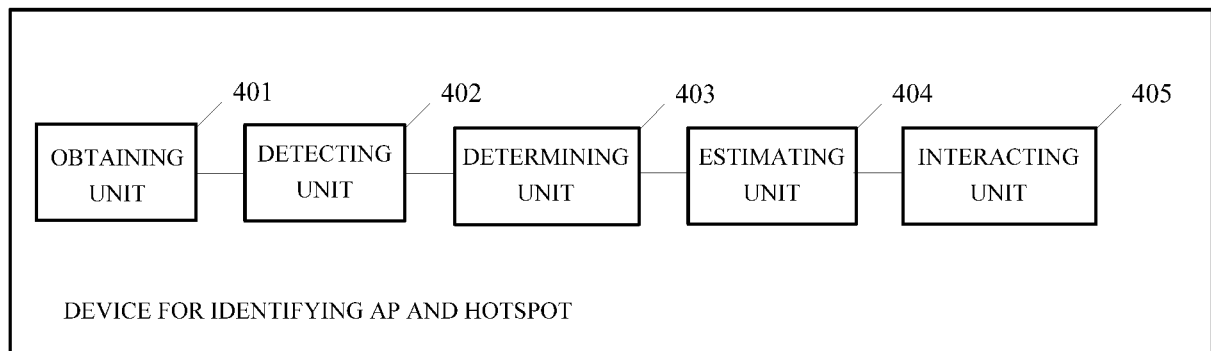 401
402
403
404
405
OBTAINING
UNIT
DETECTING
UNIT
DETERMINING
UNIT
ESTIMATING
UNIT
INTERACTING
UNIT
DEVICE FOR IDENTIFYING AP AND HOTSPOT